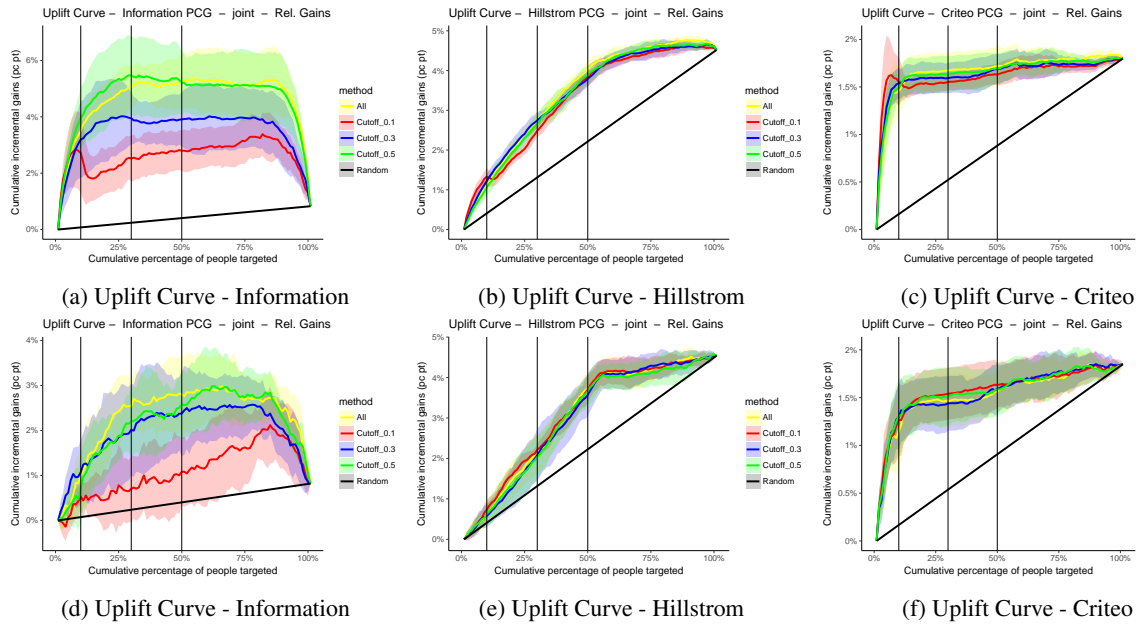 Uplift Curve – Information PCG – joint – Rel. Gains
Cumulative incremental gains (pc pt)
6%
4%
2%
0%
0%
25%
50%
75%
100%
Cumulative percentage of people targeted
method
All
Cutoff_0.1
Cutoff_0.3
Cutoff_0.5
Random
(a) Uplift Curve - Information
Uplift Curve – Hillstrom PCG – joint – Rel. Gains
Cumulative incremental gains (pc pt)
5%
4%
3%
2%
1%
0%
0%
25%
50%
75%
100%
Cumulative percentage of people targeted
method
All
Cutoff_0.1
Cutoff_0.3
Cutoff_0.5
Random
(b) Uplift Curve - Hillstrom
Uplift Curve – Criteo PCG – joint – Rel. Gains
Cumulative incremental gains (pc pt)
2%
1.5%
1%
0.5%
0%
0%
25%
50%
75%
100%
Cumulative percentage of people targeted
method
All
Cutoff_0.1
Cutoff_0.3
Cutoff_0.5
Random
(c) Uplift Curve - Criteo
Uplift Curve – Information PCG – joint – Rel. Gains
Cumulative incremental gains (pc pt)
4%
3%
2%
1%
0%
0%
25%
50%
75%
100%
Cumulative percentage of people targeted
method
All
Cutoff_0.1
Cutoff_0.3
Cutoff_0.5
Random
(d) Uplift Curve - Information
Uplift Curve – Hillstrom PCG – joint – Rel. Gains
Cumulative incremental gains (pc pt)
5%
4%
3%
2%
1%
0%
0%
25%
50%
75%
100%
Cumulative percentage of people targeted
method
All
Cutoff_0.1
Cutoff_0.3
Cutoff_0.5
Random
(e) Uplift Curve - Hillstrom
Uplift Curve – Criteo PCG – joint – Rel. Gains
Cumulative incremental gains (pc pt)
2%
1.5%
1%
0.5%
0%
0%
25%
50%
75%
100%
Cumulative percentage of people targeted
method
All
Cutoff_0.1
Cutoff_0.3
Cutoff_0.5
Random
(f) Uplift Curve - Criteo